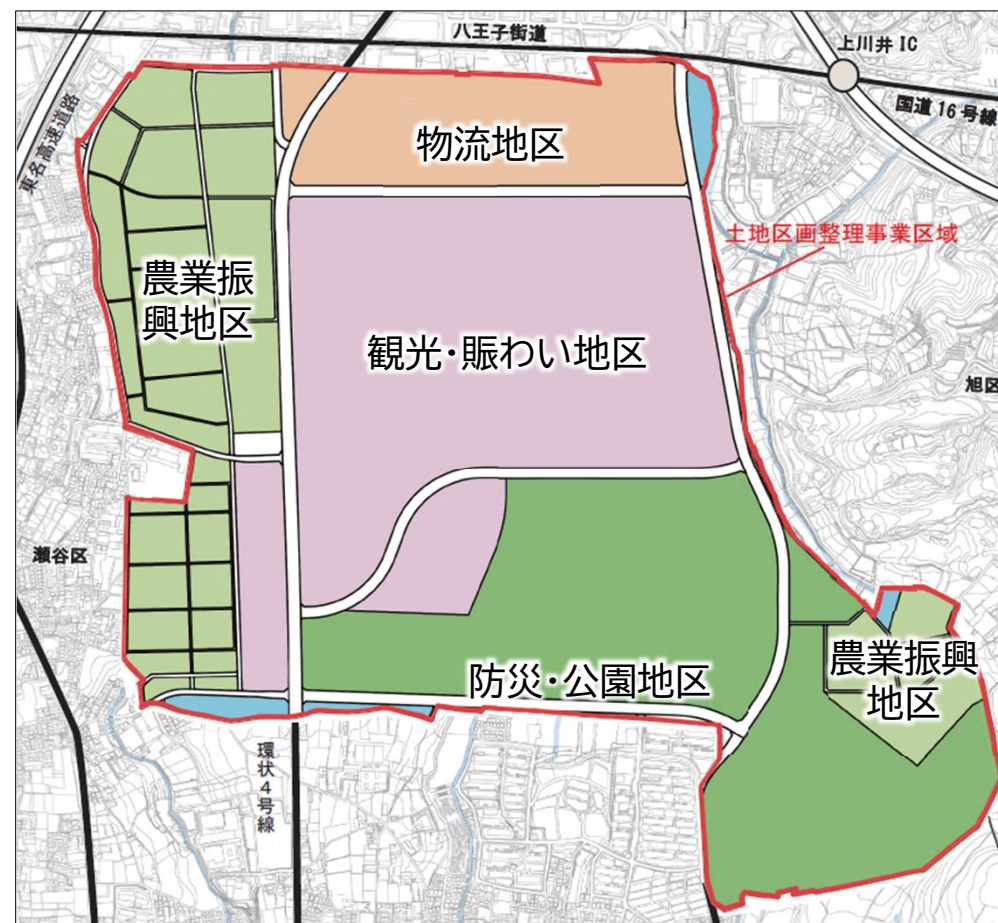 八王子街道
上川井 IC
国道 16 号線
東名高速道路
物流地区
土地区画整理事業区域
農業振
興地区
観光・賑わい地区
旭区
瀬谷区
防災・公園地区
農業振興
地区
環状4号線